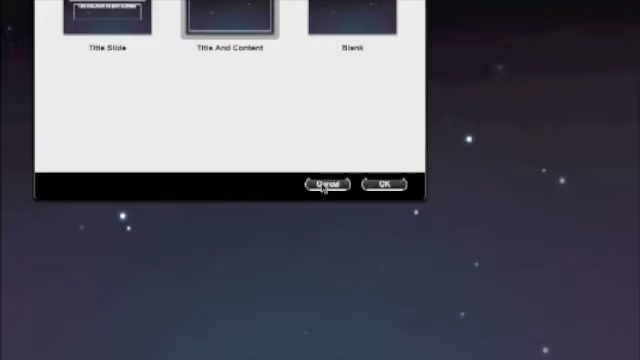 Title Slide
Title And Content
Blank
Cancel
OK